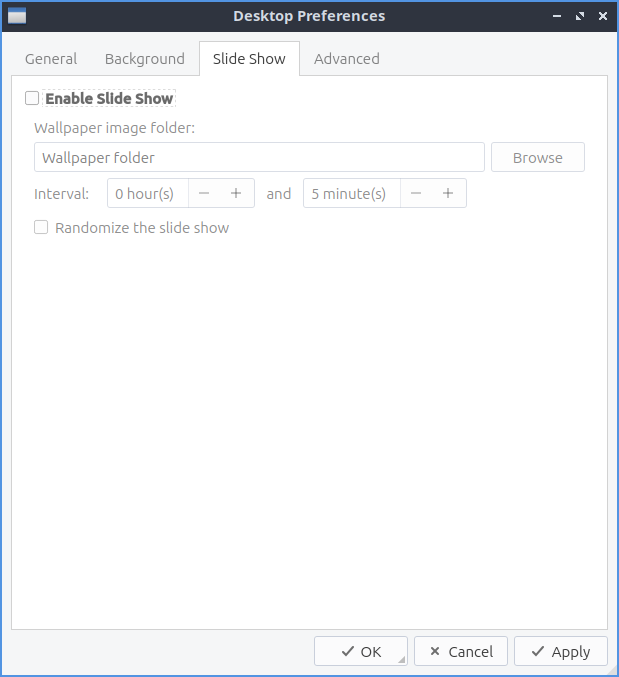 Desktop Preferences
General Background Slide Show Advanced
Enable Slide Show
Wallpaper image folder:
Wallpaper folder Browse
Interval: 0 hour(s) and 5 minute(s)
Randomize the slide show
OK Cancel Apply